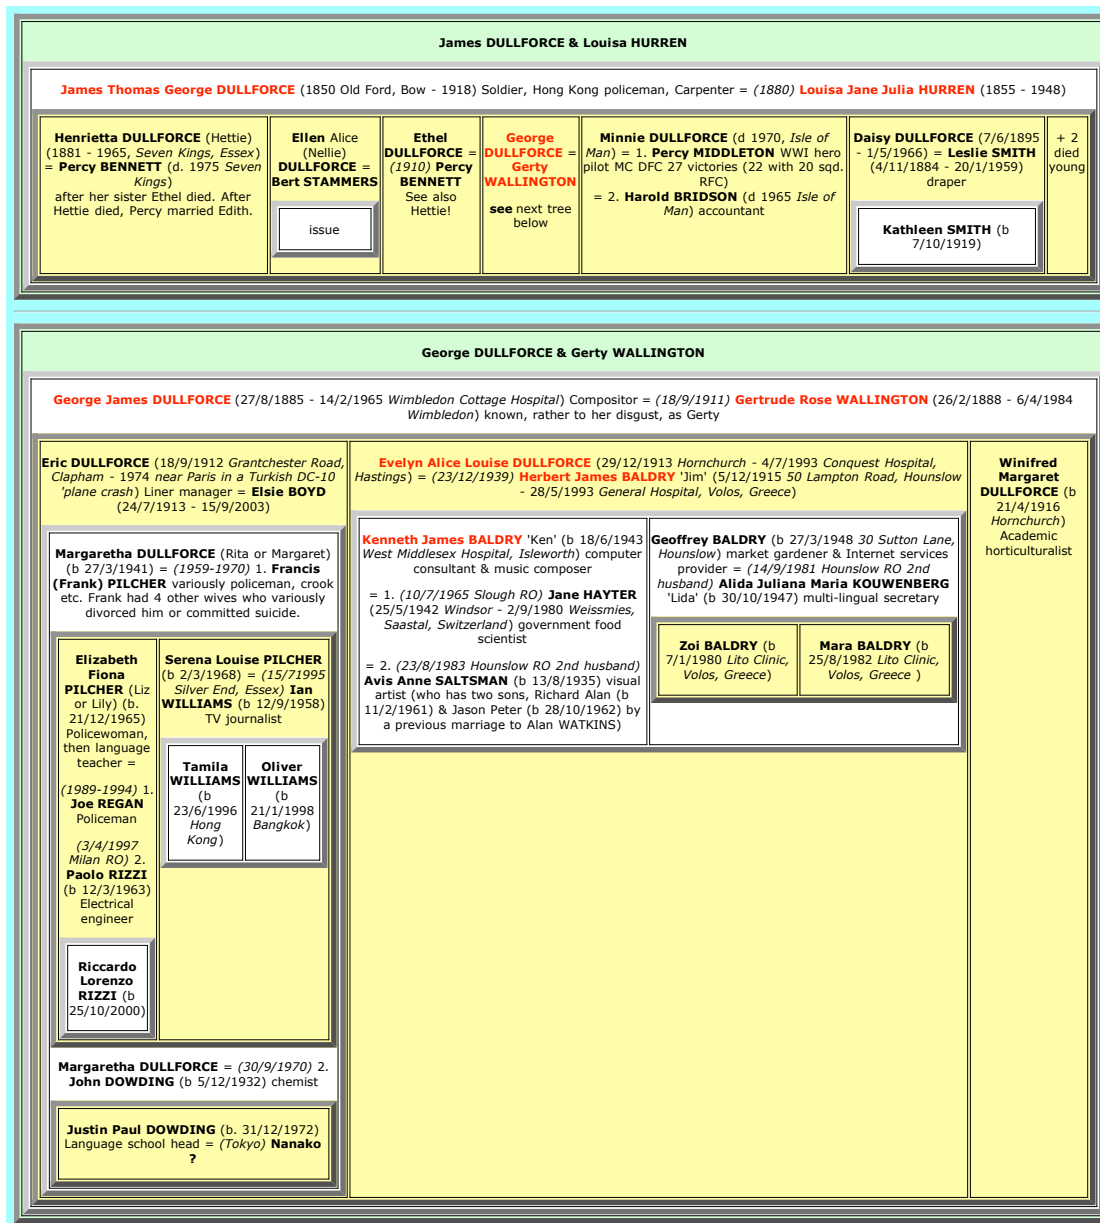 James DULLFORCE & Louisa HURREN
James Thomas George DULLFORCE (1850 Old Ford, Bow - 1918) Soldier, Hong Kong policeman, Carpenter = (1880) Louisa Jane Julia HURREN (1855 - 1948)
Henrietta DULLFORCE (Hettie)
(1881 - 1965, Seven Kings, Essex)
= Percy BENNETT (d. 1975 Seven
Kings)
after her sister Ethel died. After
Hettie died, Percy married Edith.
Ellen Alice
(Nellie)
DULLFORCE =
Bert STAMMERS
issue
Ethel
DULLFORCE =
(1910) Percy
BENNETT
See also
Hettie!
George
DULLFORCE =
Gerty
WALLINGTON
see next tree
below
Minnie DULLFORCE (d 1970, Isle of
Man) = 1. Percy MIDDLETON WWI hero
pilot MC DFC 27 victories (22 with 20 sqd.
RFC)
= 2. Harold BRIDSON (d 1965 Isle of
Man) accountant
Daisy DULLFORCE (7/6/1895
- 1/5/1966) = Leslie SMITH
(4/11/1884 - 20/1/1959)
draper
Kathleen SMITH (b
7/10/1919)
+ 2
died
young
George DULLFORCE & Gerty WALLINGTON
George James DULLFORCE (27/8/1885 - 14/2/1965 Wimbledon Cottage Hospital) Compositor = (18/9/1911) Gertrude Rose WALLINGTON (26/2/1888 - 6/4/1984
Wimbledon) known, rather to her disgust, as Gerty
Eric DULLFORCE (18/9/1912 Grantchester Road,
Clapham - 1974 near Paris in a Turkish DC-10
'plane crash) Liner manager = Elsie BOYD
(24/7/1913 - 15/9/2003)
Margaretha DULLFORCE (Rita or Margaret)
(b 27/3/1941) = (1959-1970) 1. Francis
(Frank) PILCHER variously policeman, crook
etc. Frank had 4 other wives who variously
divorced him or committed suicide.
Elizabeth
Fiona
PILCHER (Liz
or Lily) (b.
21/12/1965)
Policewoman,
then language
teacher =
(1989-1994) 1.
Joe REGAN
Policeman
(3/4/1997
Milan RO) 2.
Paolo RIZZI
(b 12/3/1963)
Electrical
engineer
Riccardo
Lorenzo
RIZZI (b
25/10/2000)
Serena Louise PILCHER
(b 2/3/1968) = (15/71995
Silver End, Essex) Ian
WILLIAMS (b 12/9/1958)
TV journalist
Tamila
WILLIAMS
(b
23/6/1996
Hong
Kong)
Oliver
WILLIAMS
(b
21/1/1998
Bangkok)
Margaretha DULLFORCE = (30/9/1970) 2.
John DOWDING (b 5/12/1932) chemist
Justin Paul DOWDING (b. 31/12/1972)
Language school head = (Tokyo) Nanako
?
Evelyn Alice Louise DULLFORCE (29/12/1913 Hornchurch - 4/7/1993 Conquest Hospital,
Hastings) = (23/12/1939) Herbert James BALDRY 'Jim' (5/12/1915 50 Lampton Road, Hounslow
- 28/5/1993 General Hospital, Volos, Greece)
Kenneth James BALDRY 'Ken' (b 18/6/1943
West Middlesex Hospital, Isleworth) computer
consultant & music composer
= 1. (10/7/1965 Slough RO) Jane HAYTER
(25/5/1942 Windsor - 2/9/1980 Weissmies,
Saastal, Switzerland) government food
scientist
= 2. (23/8/1983 Hounslow RO 2nd husband)
Avis Anne SALTSMAN (b 13/8/1935) visual
artist (who has two sons, Richard Alan (b
11/2/1961) & Jason Peter (b 28/10/1962) by
a previous marriage to Alan WATKINS)
Geoffrey BALDRY (b 27/3/1948 30 Sutton Lane,
Hounslow) market gardener & Internet services
provider = (14/9/1981 Hounslow RO 2nd
husband) Alida Juliana Maria KOUWENBERG
'Lida' (b 30/10/1947) multi-lingual secretary
Zoi BALDRY (b
7/1/1980 Lito Clinic,
Volos, Greece)
Mara BALDRY (b
25/8/1982 Lito Clinic,
Volos, Greece )
Winifred
Margaret
DULLFORCE (b
21/4/1916
Hornchurch)
Academic
horticulturalist